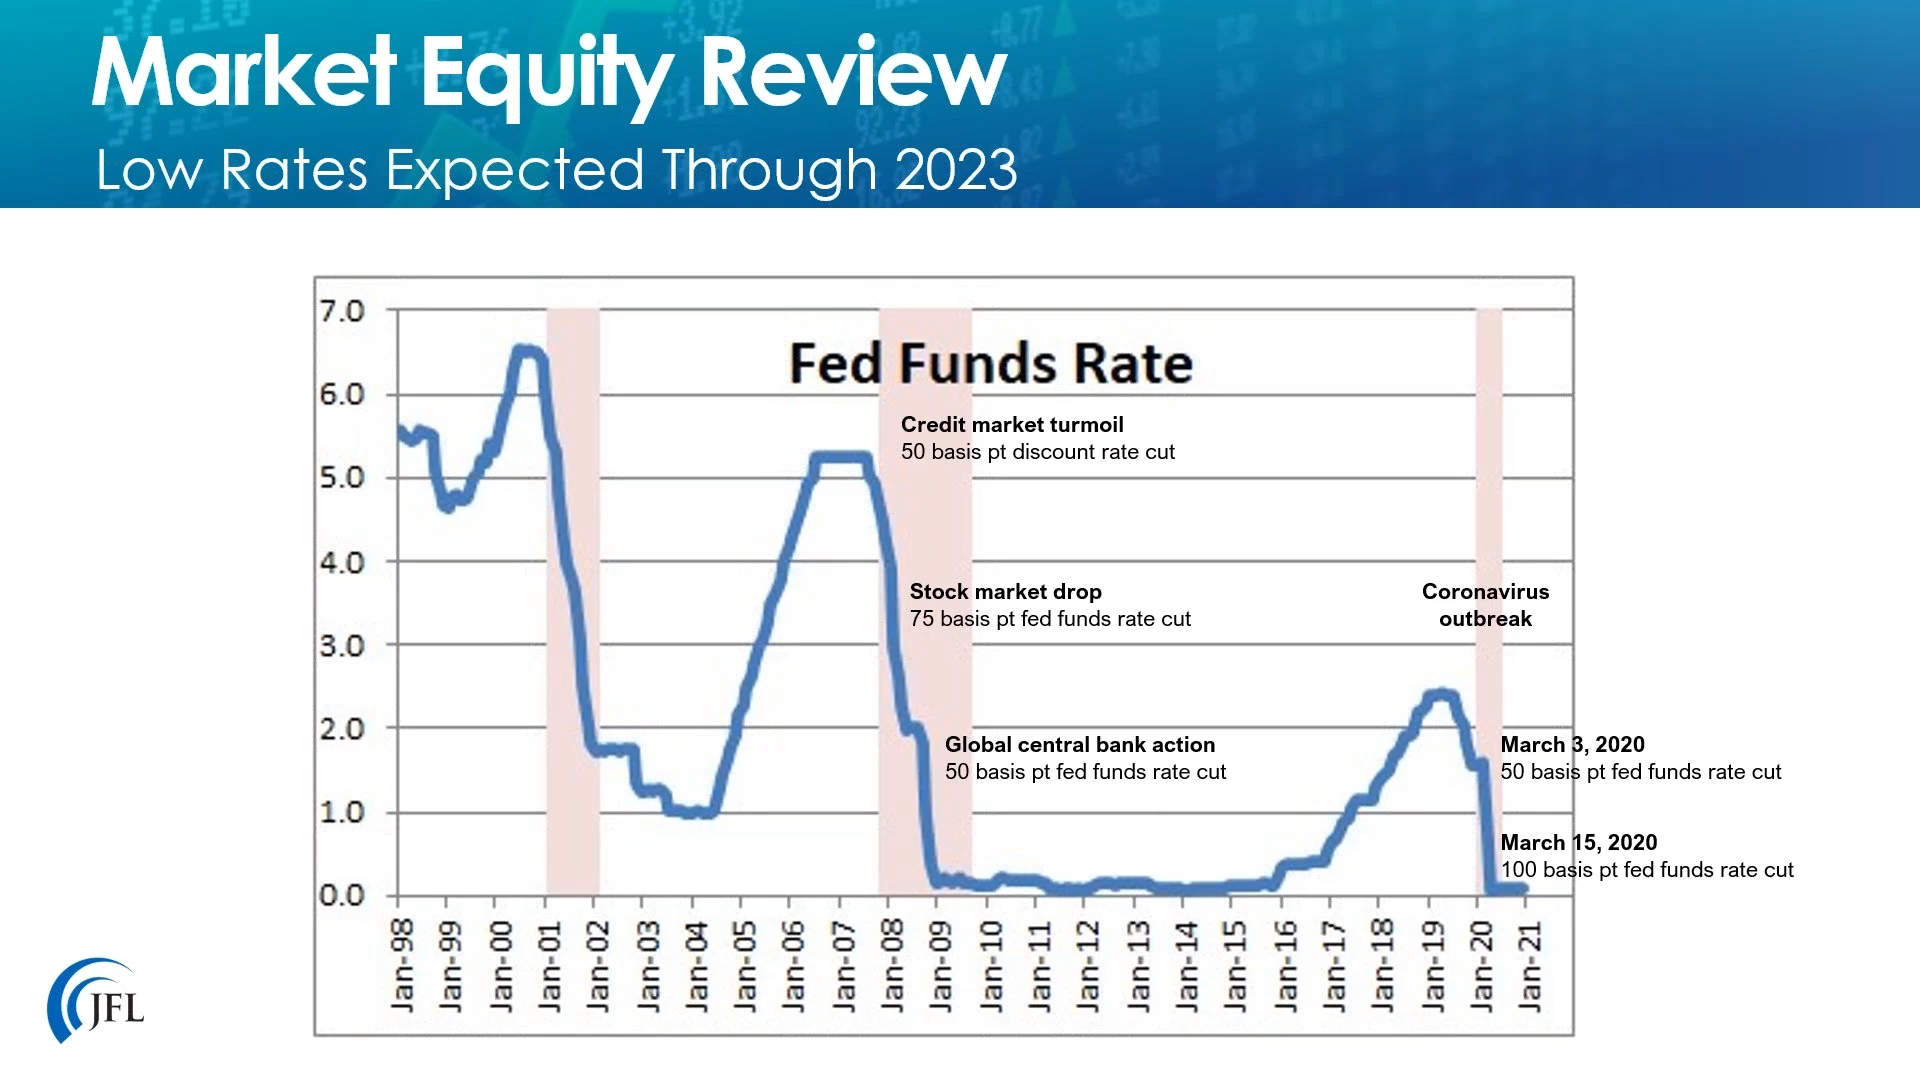 Market Equity Review
Low Rates Expected Through 2023
Fed Funds Rate
7.0
6.0
5.0
4.0
3.0
2.0
1.0
0.0
Credit market turmoil
50 basis pt discount rate cut
Stock market drop
75 basis pt fed funds rate cut
Coronavirus
outbreak
Global central bank action
50 basis pt fed funds rate cut
March 3, 2020
50 basis pt fed funds rate cut
March 15, 2020
100 basis pt fed funds rate cut
Jan-98
Jan-99
Jan-00
Jan-01
Jan-02
Jan-03
Jan-04
Jan-05
Jan-06
Jan-07
Jan-08
Jan-09
Jan-10
Jan-11
Jan-12
Jan-13
Jan-14
Jan-15
Jan-16
Jan-17
Jan-18
Jan-19
Jan-20
Jan-21
JFL